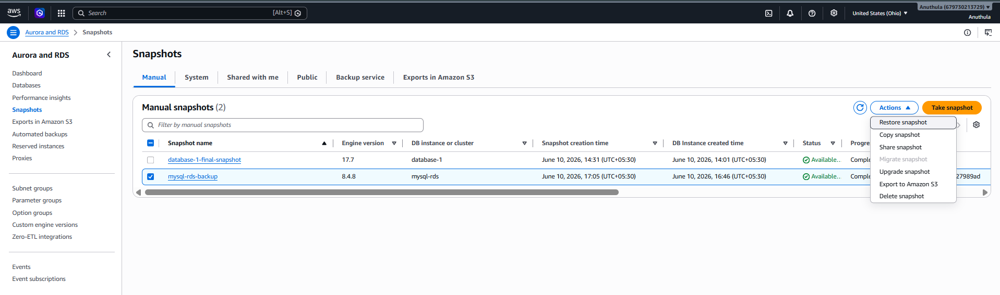 aws
Search
[Alt+S]
United States (Ohio)
Anuthula (679730213729)
Anuthula
Aurora and RDS
Snapshots
Aurora and RDS
Dashboard
Databases
Performance insights
Snapshots
Exports in Amazon S3
Automated backups
Reserved instances
Proxies
Subnet groups
Parameter groups
Option groups
Custom engine versions
Zero-ETL integrations
Events
Event subscriptions
Snapshots
Manual
System
Shared with me
Public
Backup service
Exports in Amazon S3
Manual snapshots (2)
Actions
Take snapshot
Filter by manual snapshots
Restore snapshot
Copy snapshot
Share snapshot
Migrate snapshot
Upgrade snapshot
Export to Amazon S3
Delete snapshot
Snapshot name Engine version DB instance or cluster Snapshot creation time DB Instance created time Status Progre
database-1-final-snapshot 17.7 database-1 June 10, 2026, 14:31 (UTC+05:30) June 10, 2026, 14:01 (UTC+05:30) Available... Comple
mysql-rds-backup 8.4.8 mysql-rds June 10, 2026, 17:05 (UTC+05:30) June 10, 2026, 16:46 (UTC+05:30) Available... Comple 27989ad